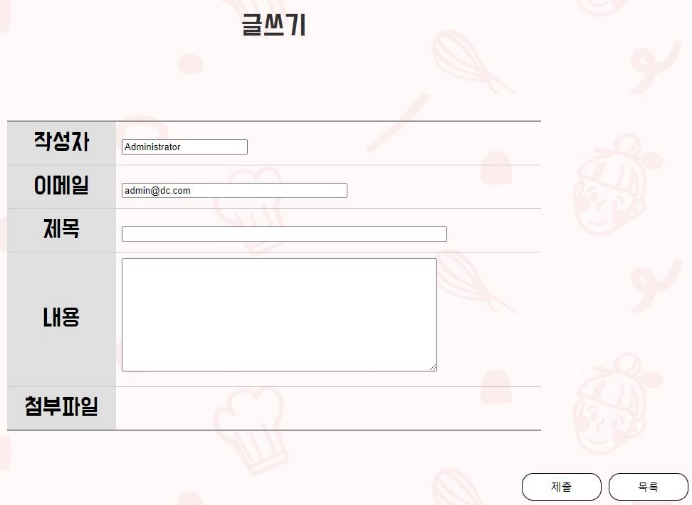 글쓰기
작성자 Administrator
이메일 admin@dc.com
제목
내용
첨부파일
제출 목록